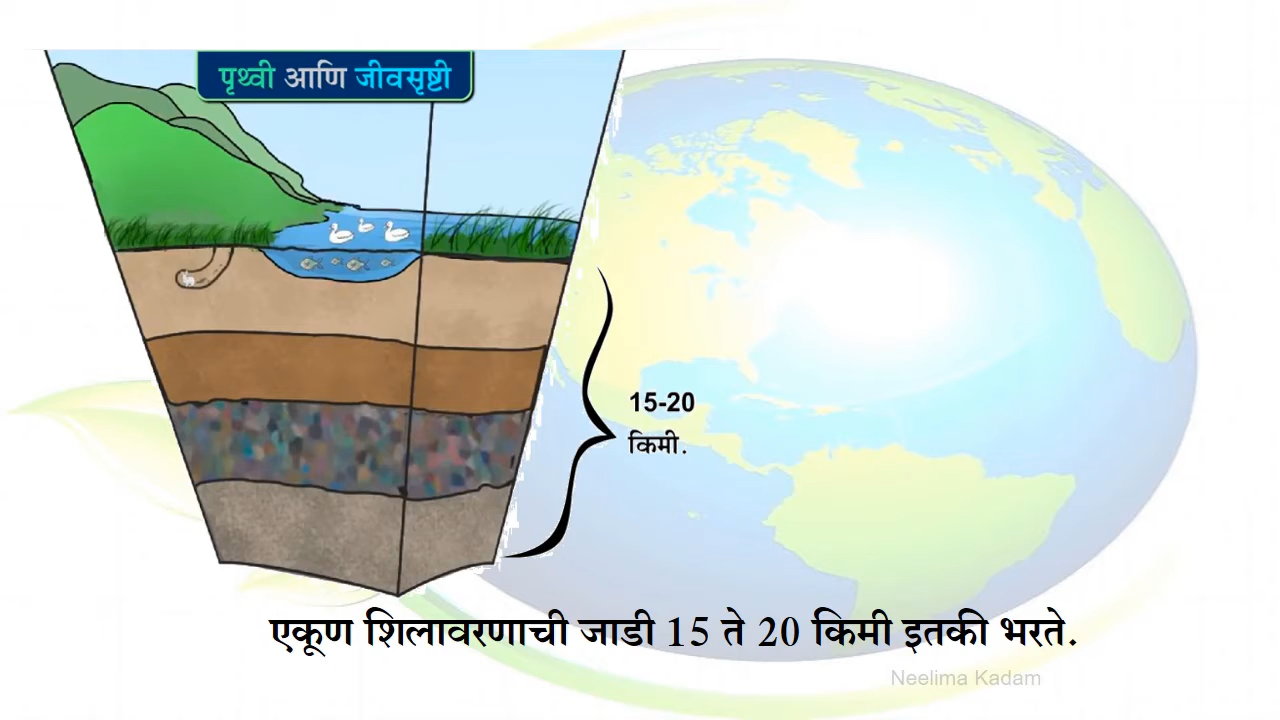 पृथ्वी आणि जीवसृष्टी
15-20
किमी.
एकूण शिलावरणाची जाडी 15 ते 20 किमी इतकी भरते.
Neelima Kadam